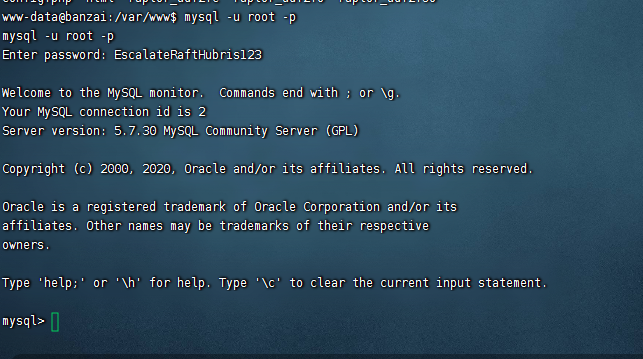 www-data@banzai:/var/www$ mysql -u root -p
mysql -u root -p
Enter password: EscalateRaftHubris123
Welcome to the MySQL monitor.  Commands end with ; or \g.
Your MySQL connection id is 2
Server version: 5.7.30 MySQL Community Server (GPL)
Copyright (c) 2000, 2020, Oracle and/or its affiliates. All rights reserved.
Oracle is a registered trademark of Oracle Corporation and/or its
affiliates. Other names may be trademarks of their respective
owners.
Type 'help;' or '\h' for help. Type '\c' to clear the current input statement.
mysql>